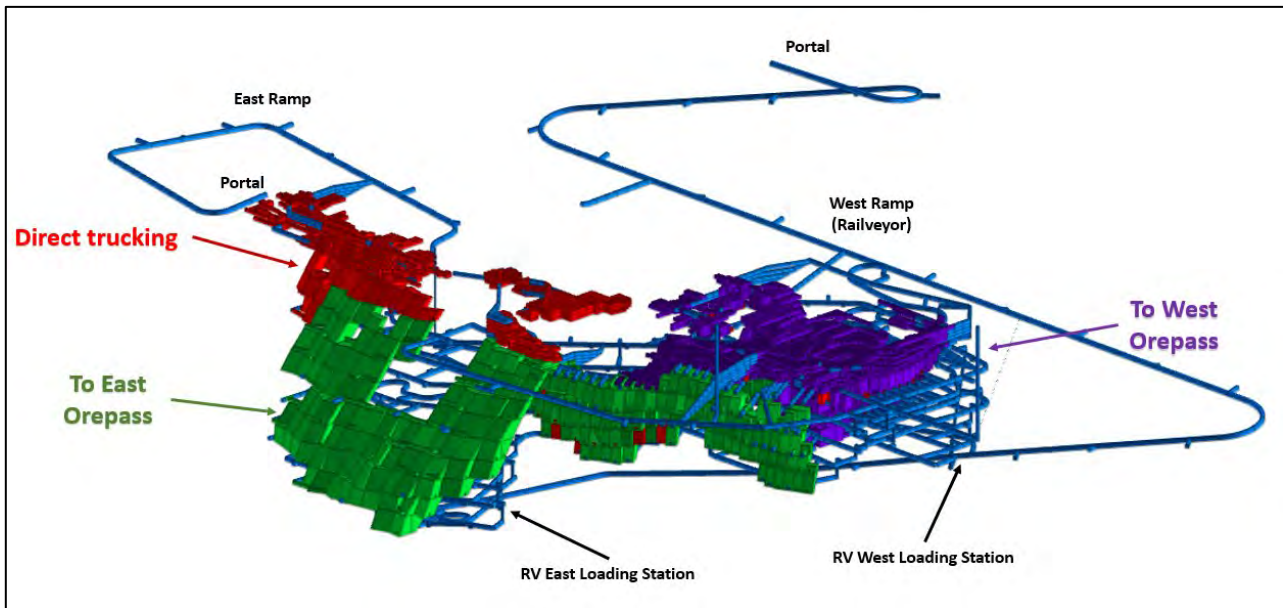 Portal
East Ramp
Portal
West Ramp
(Railveyor)
Direct trucking
To West
Orepass
To East
Orepass
RV West Loading Station
RV East Loading Station